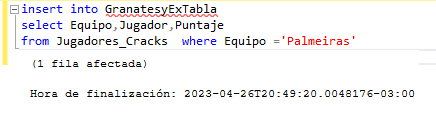 insert into GranatesyExTabla
select Equipo,Jugador,Puntaje
from Jugadores_Cracks  where Equipo ='Palmeiras'
(1 fila afectada)
Hora de finalización: 2023-04-26T20:49:20.0048176-03:00